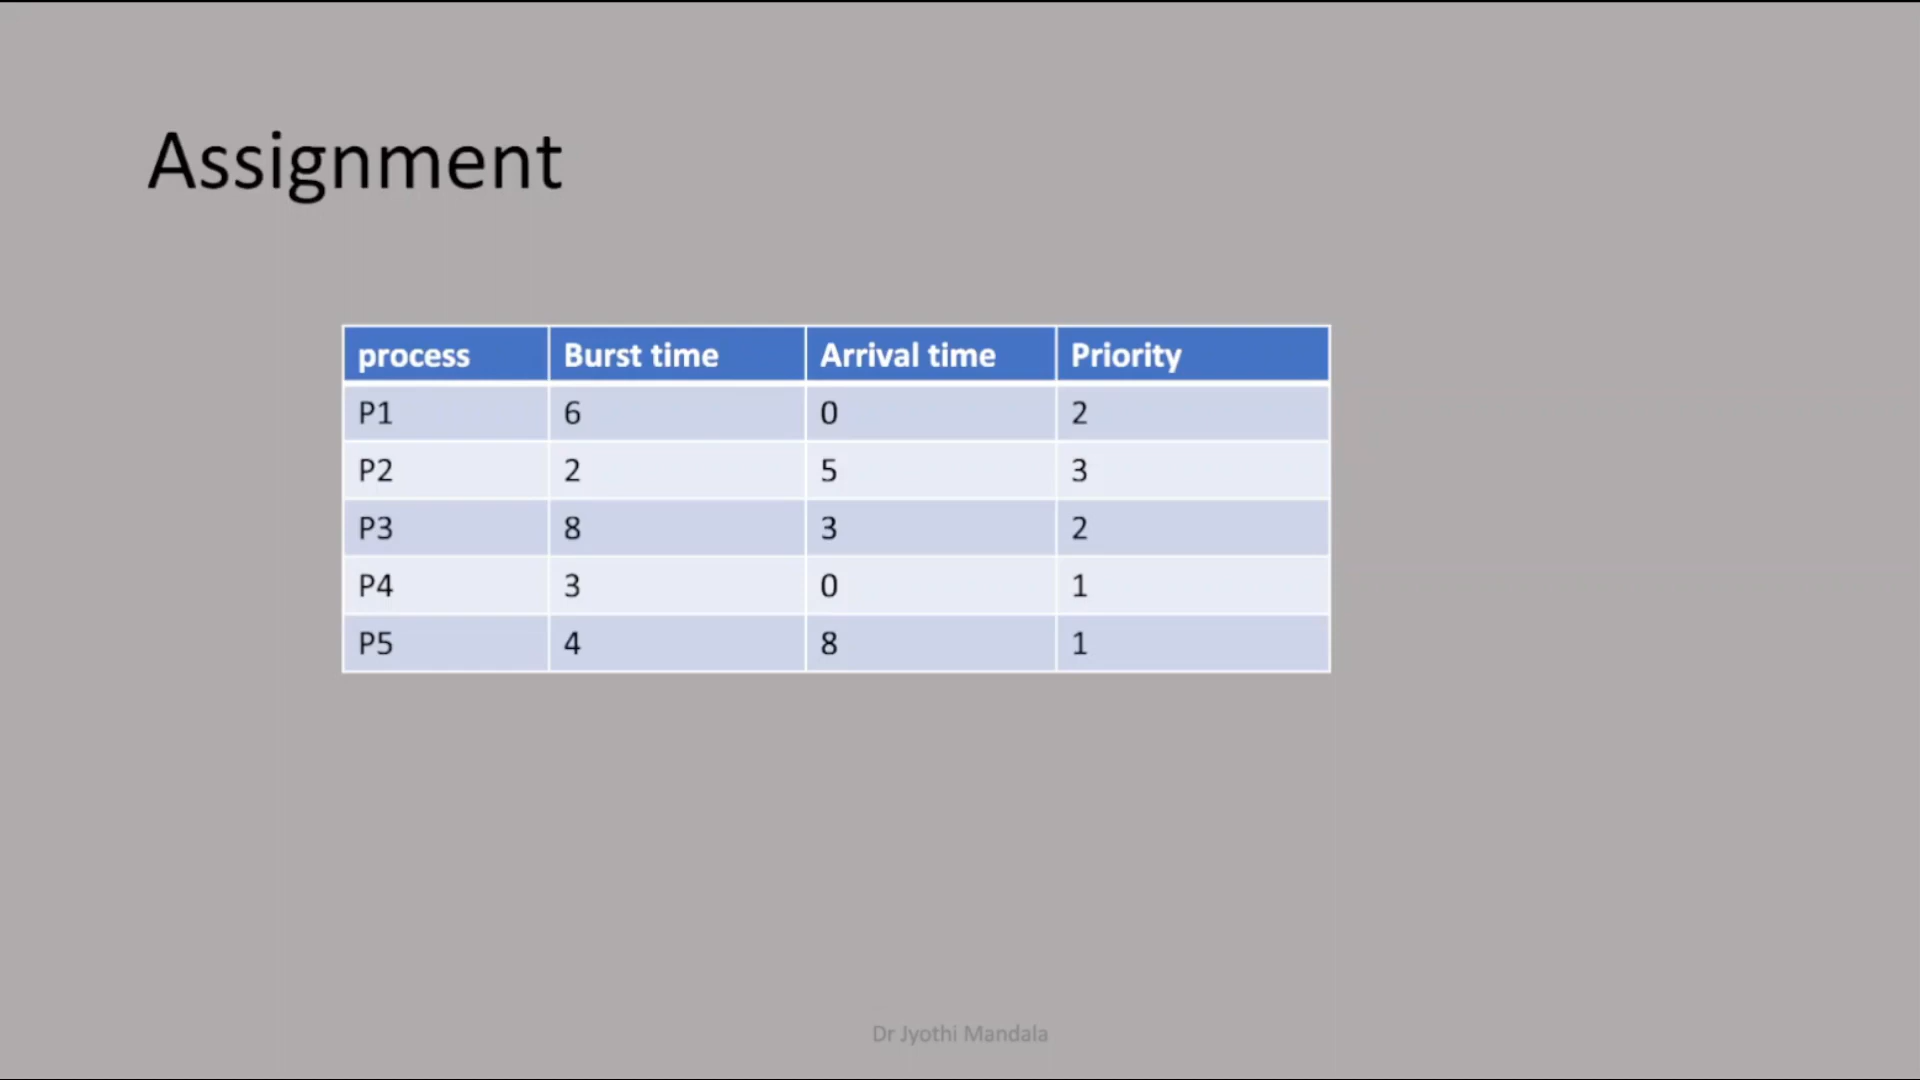 Assignment
process Burst time Arrival time Priority
P1 6 0 2
P2 2 5 3
P3 8 3 2
P4 3 0 1
P5 4 8 1
Dr Jyothi Mandala